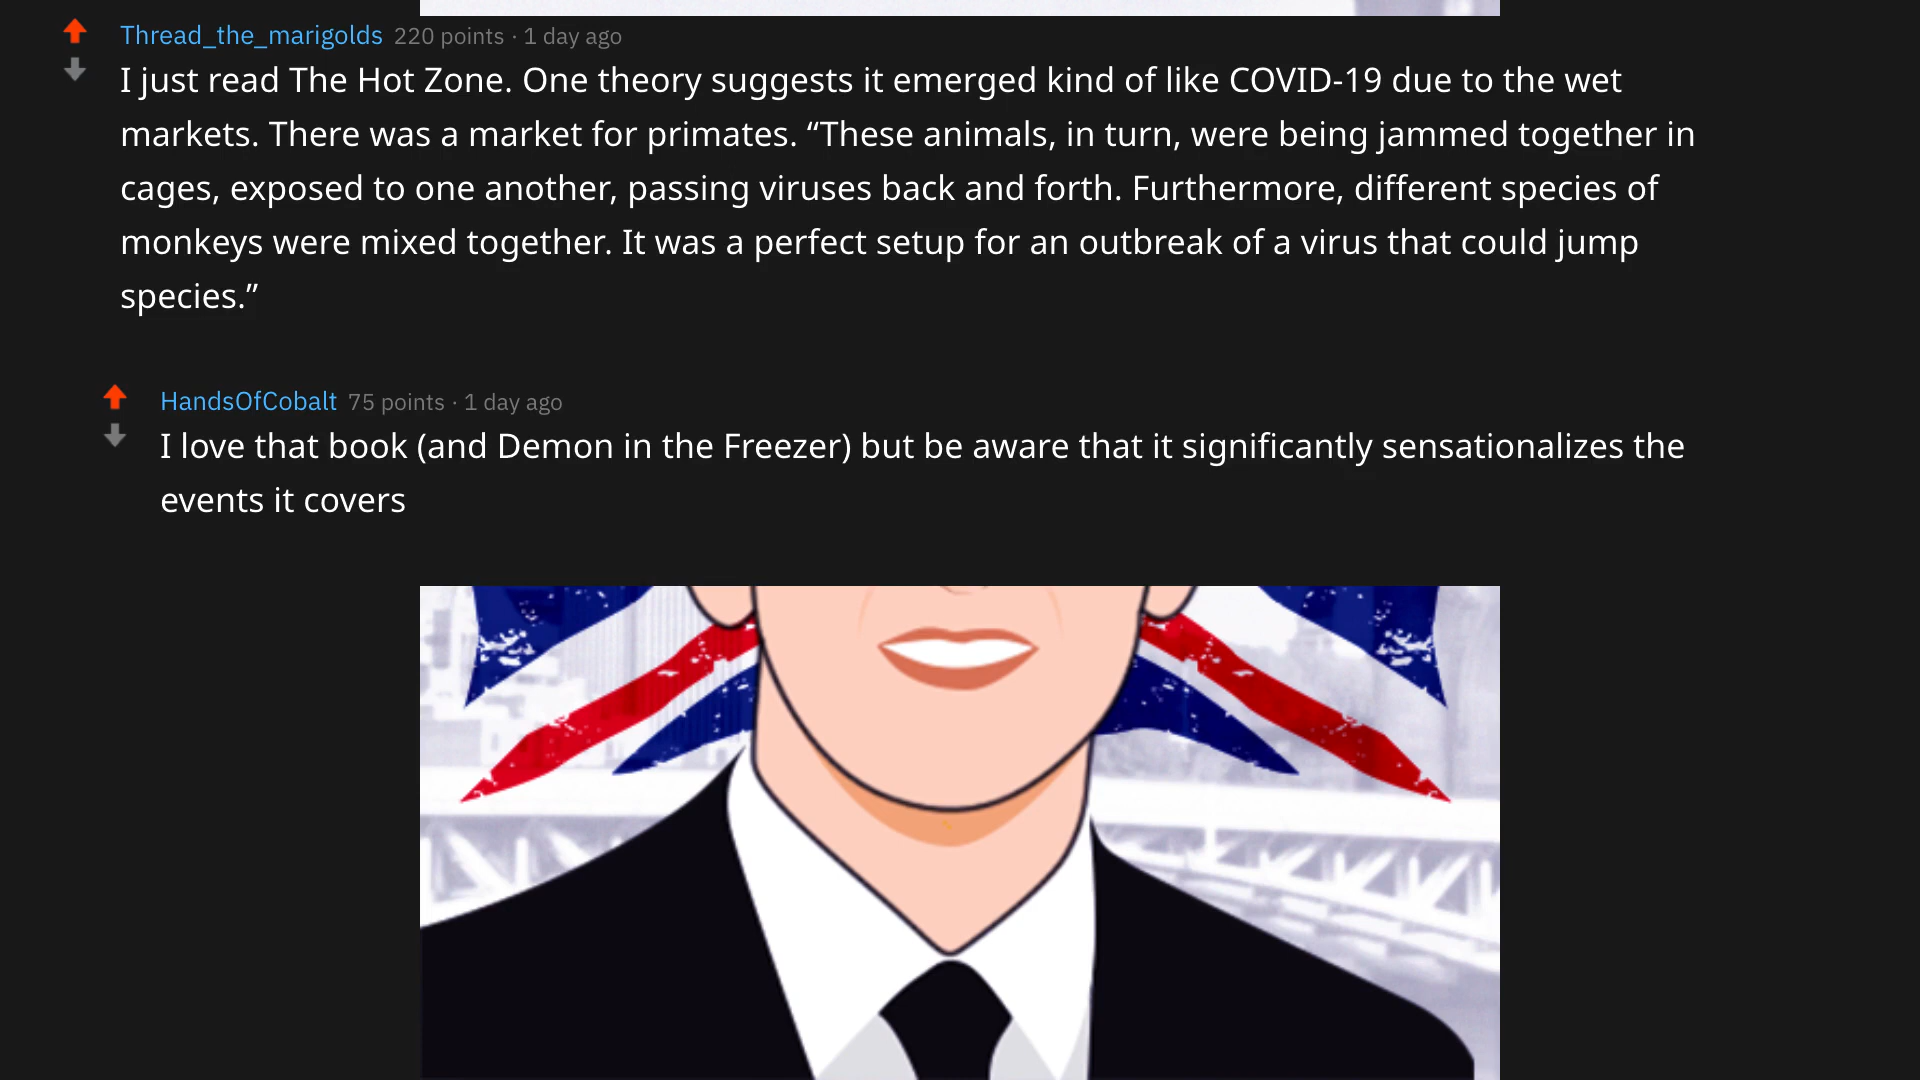 Thread_the_marigolds 220 points · 1 day ago
I just read The Hot Zone. One theory suggests it emerged kind of like COVID-19 due to the wet
markets. There was a market for primates. “These animals, in turn, were being jammed together in
cages, exposed to one another, passing viruses back and forth. Furthermore, different species of
monkeys were mixed together. It was a perfect setup for an outbreak of a virus that could jump
species.”
HandsOfCobalt 75 points · 1 day ago
I love that book (and Demon in the Freezer) but be aware that it significantly sensationalizes the
events it covers